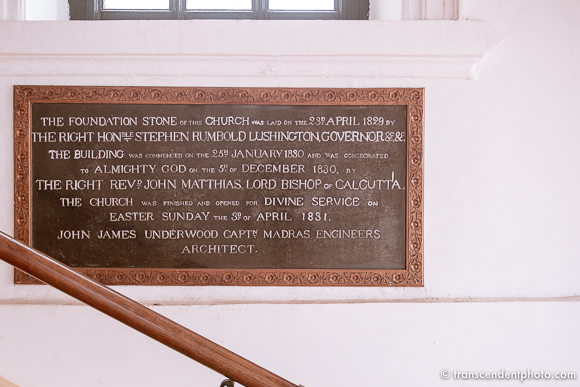 THE FOUNDATION STONE OF THIS CHURCH WAS LAID ON THE 23D APRIL 1829 BY
THE RIGHT HONBLE STEPHEN RUMBOLD LUSHINGTON, GOVERNOR &c &c
THE BUILDING WAS COMMENCED ON THE 25TH JANUARY 1830 AND WAS CONSECRATED
TO ALMIGHTY GOD ON THE 5TH OF DECEMBER 1830, BY
THE RIGHT REVD JOHN MATTHIAS, LORD BISHOP OF CALCUTTA.
THE CHURCH WAS FINISHED AND OPENED FOR DIVINE SERVICE ON
EASTER SUNDAY THE 3D OF APRIL 1831.
JOHN JAMES UNDERWOOD CAPTN MADRAS ENGINEERS
ARCHITECT.
© transcendentphoto.com